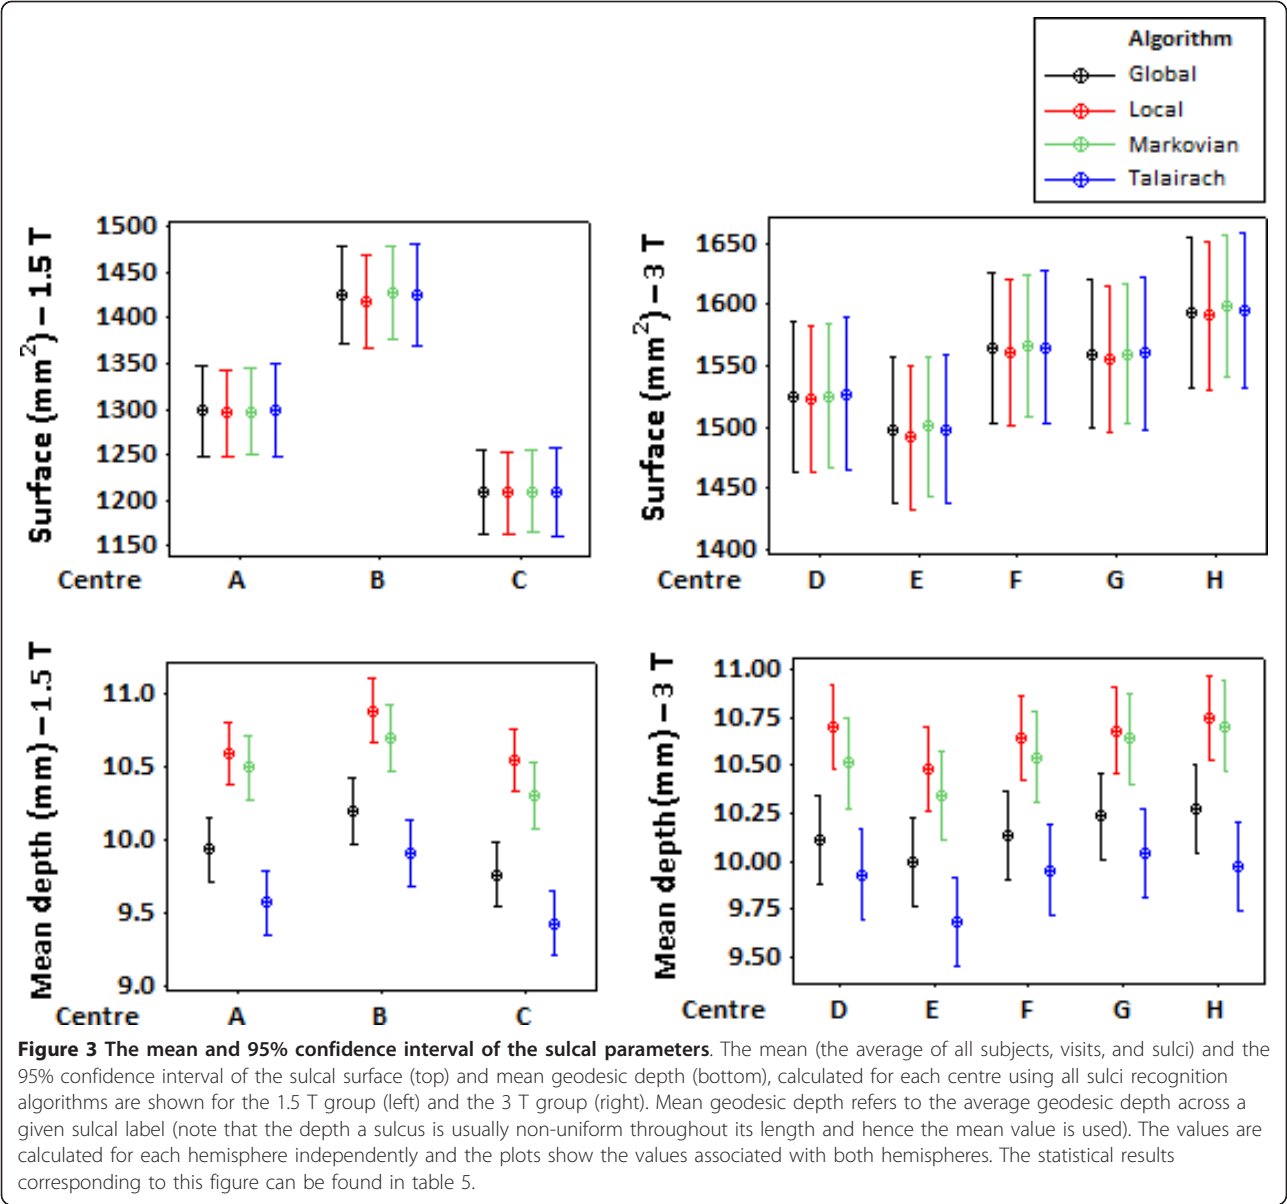 Algorithm
Global
Local
Markovian
Talairach
Surface (mm²) – 1.5 T
1500
1450
1400
1350
1300
1250
1200
1150
Centre A B C
Surface (mm²) – 3 T
1650
1600
1550
1500
1450
1400
Centre D E F G H
Mean depth (mm) – 1.5 T
11.0
10.5
10.0
9.5
9.0
Centre A B C
Mean depth(mm) – 3 T
11.00
10.75
10.50
10.25
10.00
9.75
9.50
Centre D E F G H
Figure 3 The mean and 95% confidence interval of the sulcal parameters. The mean (the average of all subjects, visits, and sulci) and the
95% confidence interval of the sulcal surface (top) and mean geodesic depth (bottom), calculated for each centre using all sulci recognition
algorithms are shown for the 1.5 T group (left) and the 3 T group (right). Mean geodesic depth refers to the average geodesic depth across a
given sulcal label (note that the depth a sulcus is usually non-uniform throughout its length and hence the mean value is used). The values are
calculated for each hemisphere independently and the plots show the values associated with both hemispheres. The statistical results
corresponding to this figure can be found in table 5.